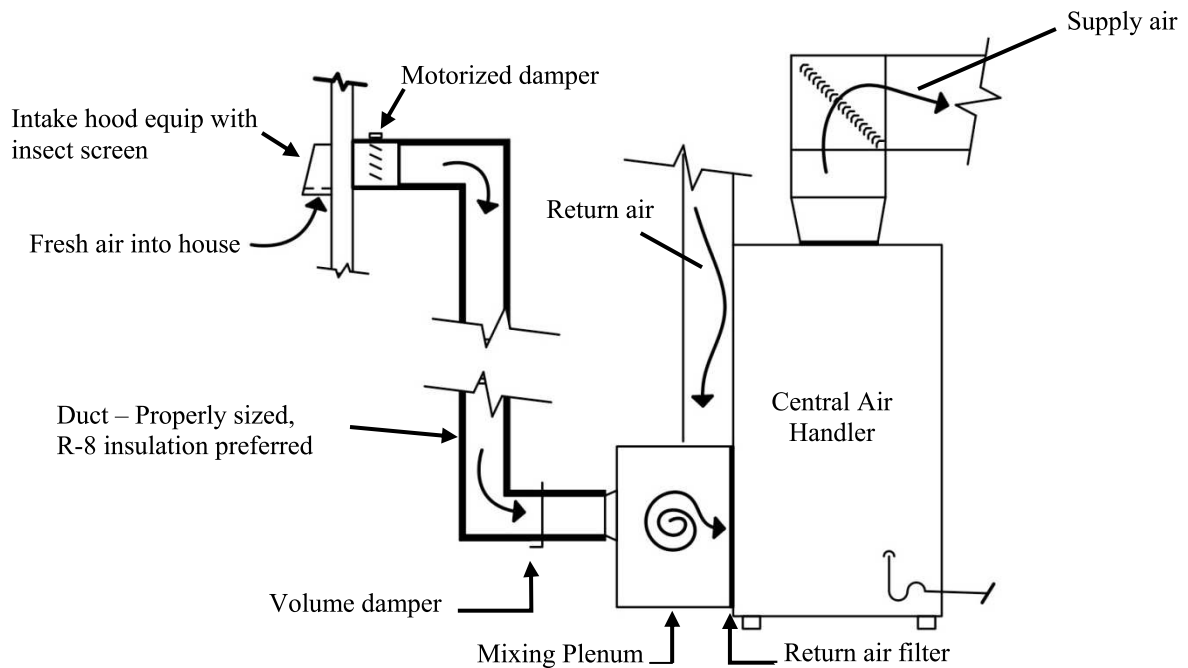 Supply air
Motorized damper
Intake hood equip with
insect screen
Return air
Fresh air into house
Central Air
Handler
Duct – Properly sized,
R-8 insulation preferred
Volume damper
Mixing Plenum
Return air filter